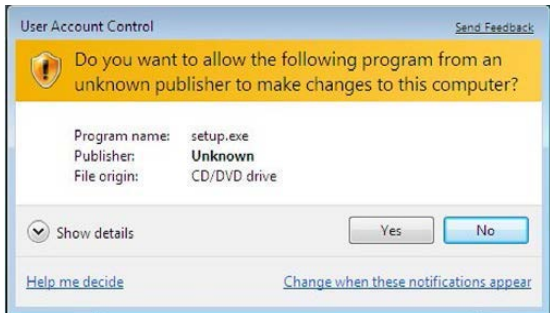 User Account Control
Send Feedback
Do you want to allow the following program from an
unknown publisher to make changes to this computer?
Program name: setup.exe
Publisher: Unknown
File origin: CD/DVD drive
Show details
Yes
No
Help me decide
Change when these notifications appear